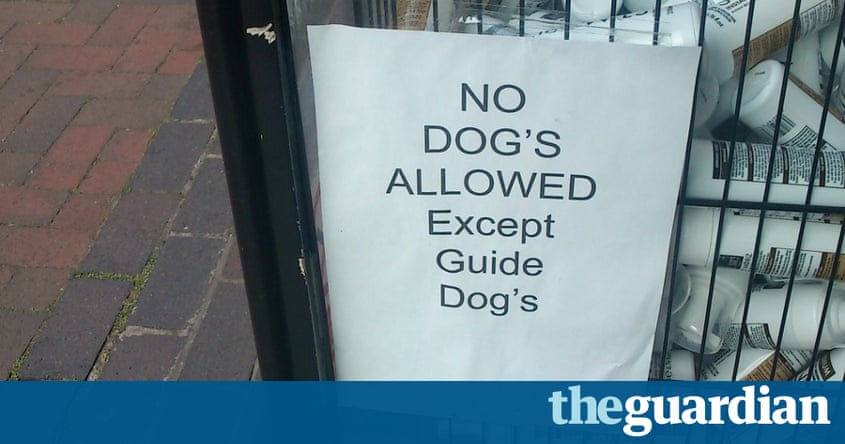 NO
DOG'S
ALLOWED
Except
Guide
Dog's
theguardian